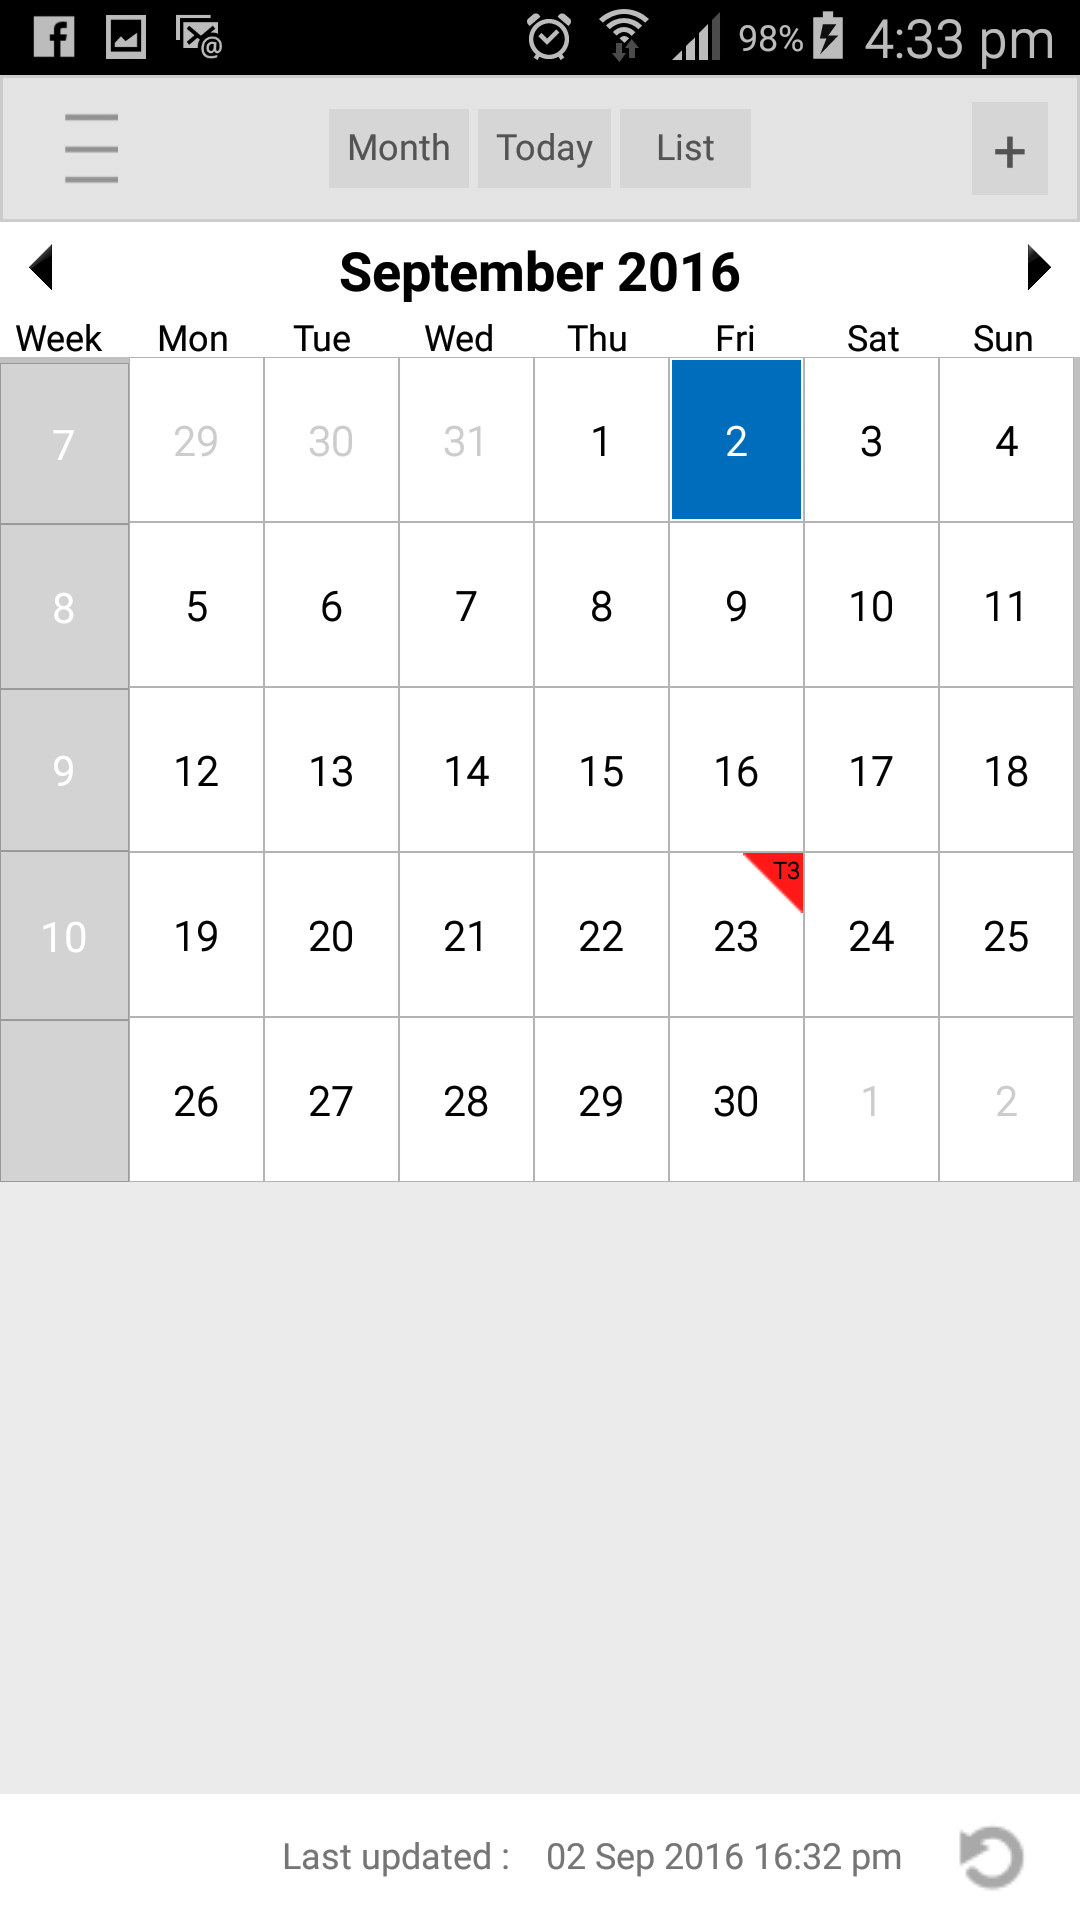 98% 4:33 pm
Month Today List +
September 2016
Week Mon Tue Wed Thu Fri Sat Sun
7 29 30 31 1 2 3 4
8 5 6 7 8 9 10 11
9 12 13 14 15 16 17 18
T3
10 19 20 21 22 23 24 25
26 27 28 29 30 1 2
Last updated : 02 Sep 2016 16:32 pm